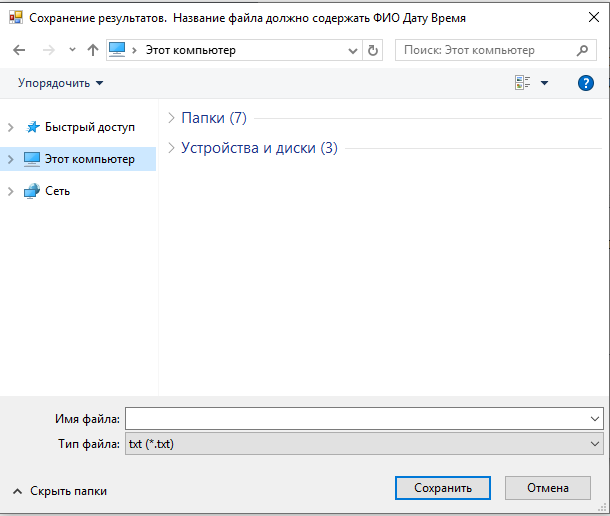 Сохранение результатов.  Название файла должно содержать ФИО Дату Время
Этот компьютер
Поиск: Этот компьютер
Упорядочить
?
Быстрый доступ
Этот компьютер
Сеть
Папки (7)
Устройства и диски (3)
Имя файла:
Тип файла: txt (*.txt)
Скрыть папки
Сохранить
Отмена